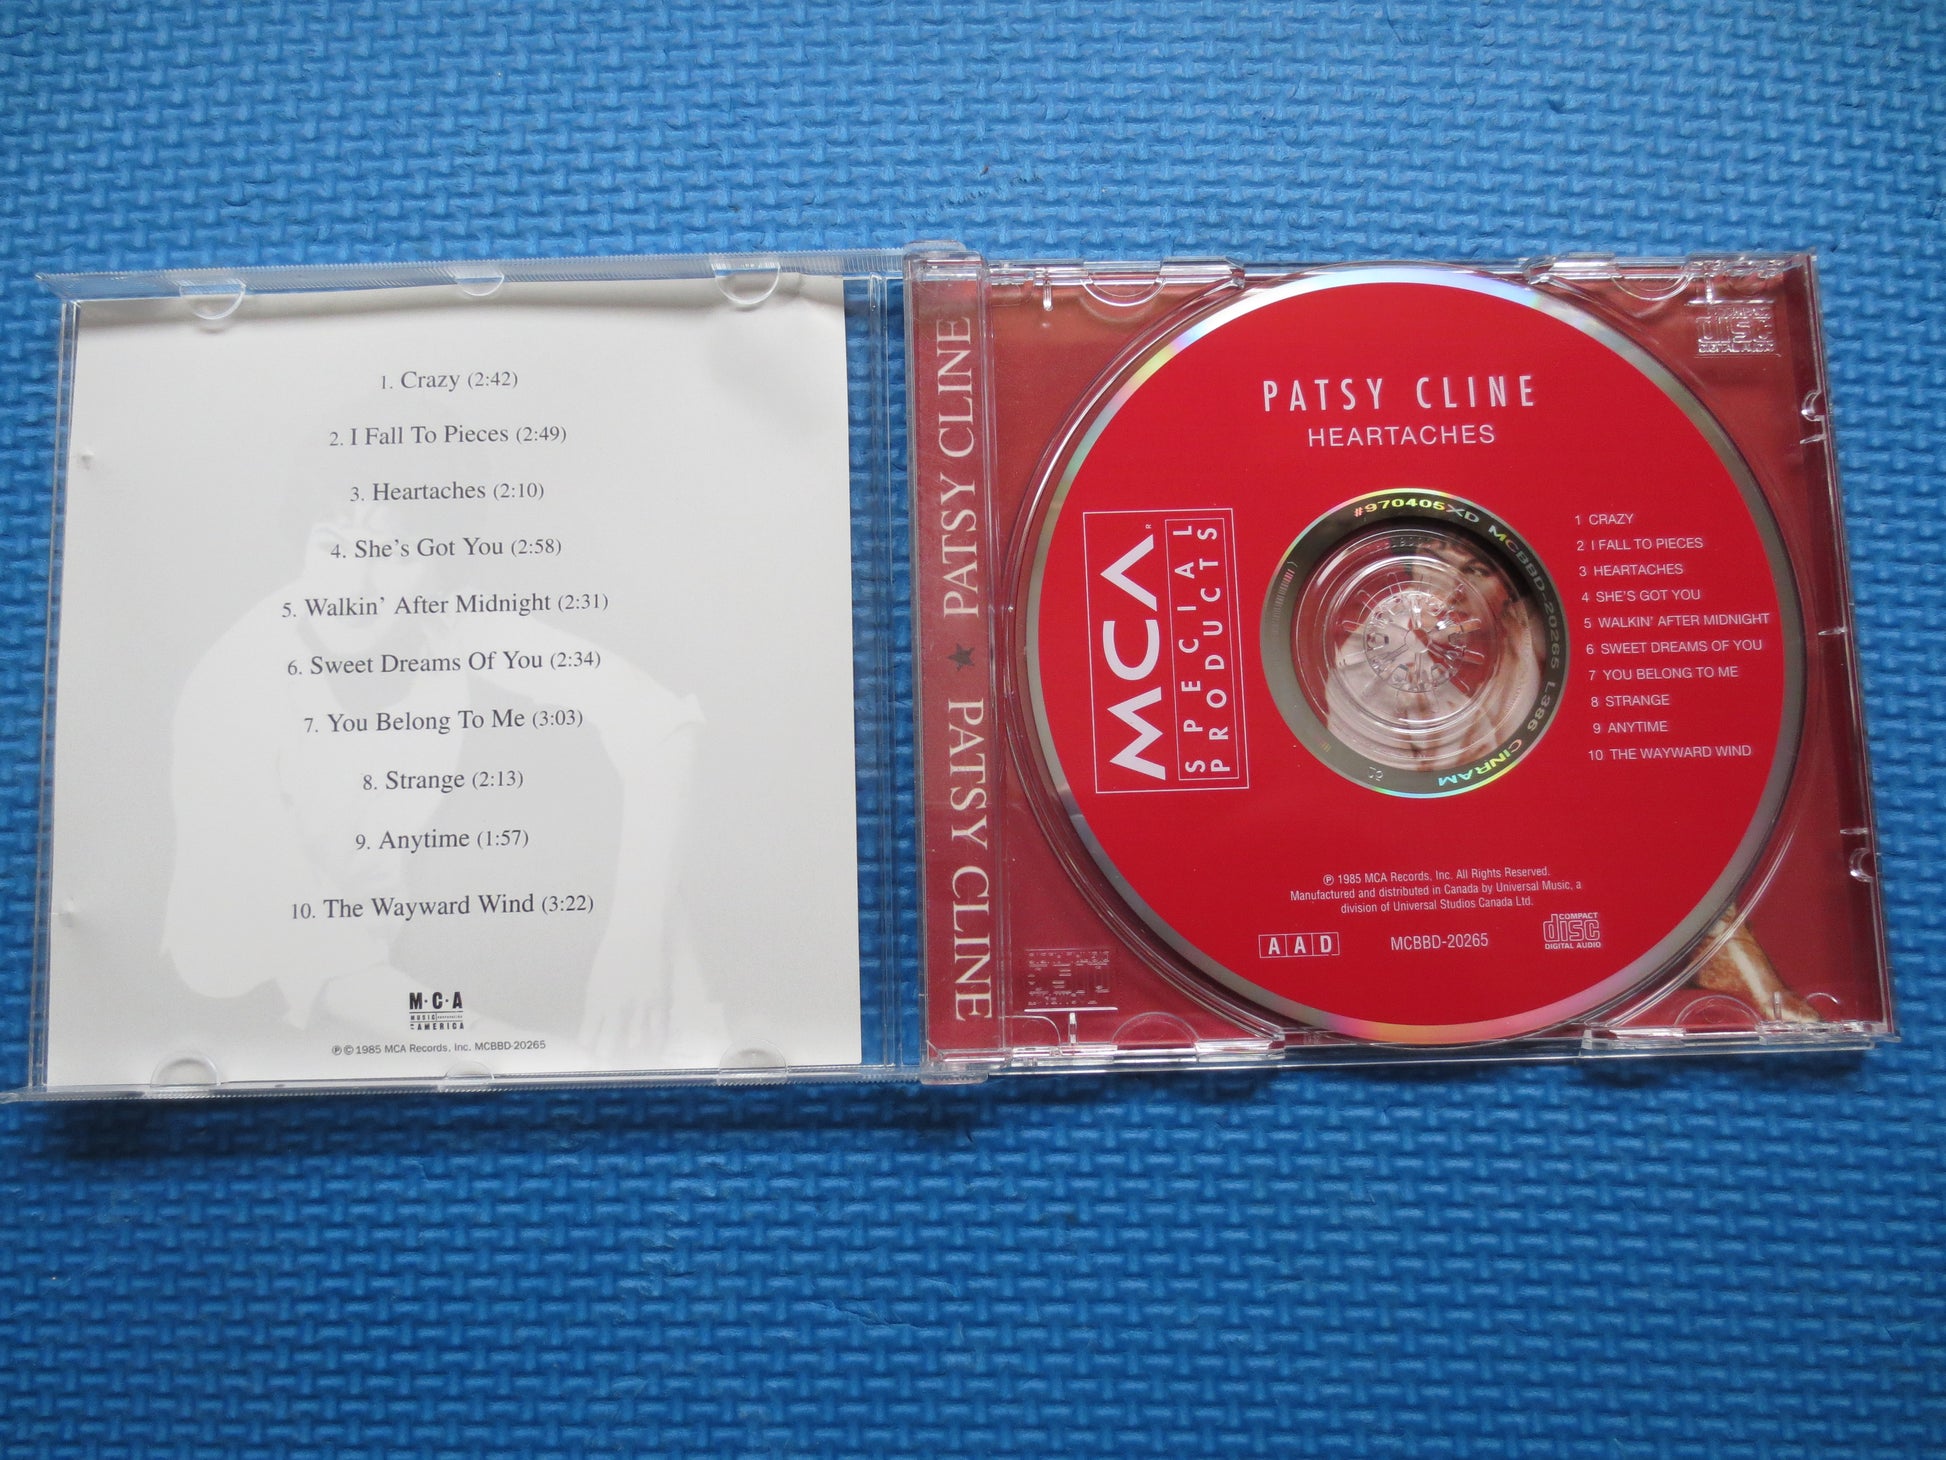 1. Crazy (2:42)
2. I Fall To Pieces (2:49)
3. Heartaches (2:10)
4. She's Got You (2:58)
5. Walkin' After Midnight (2:31)
6. Sweet Dreams Of You (2:34)
7. You Belong To Me (3:03)
8. Strange (2:13)
9. Anytime (1:57)
10. The Wayward Wind (3:22)
M·C·A
MUSIC
AMERICA
℗ © 1985 MCA Records, Inc. MCBBD-20265
PATSY CLINE ★ PATSY CLINE
PATSY CLINE
HEARTACHES
MCA
SPECIAL
PRODUCTS
#970405XD MCBBD-20265 L386 CINRAM
1 CRAZY
2 I FALL TO PIECES
3 HEARTACHES
4 SHE'S GOT YOU
5 WALKIN' AFTER MIDNIGHT
6 SWEET DREAMS OF YOU
7 YOU BELONG TO ME
8 STRANGE
9 ANYTIME
10 THE WAYWARD WIND
℗ 1985 MCA Records, Inc. All Rights Reserved.
Manufactured and distributed in Canada by Universal Music, a
division of Universal Studios Canada Ltd.
AAD
MCBBD-20265
COMPACT
disc
DIGITAL AUDIO
COMPACT
disc
DIGITAL AUDIO